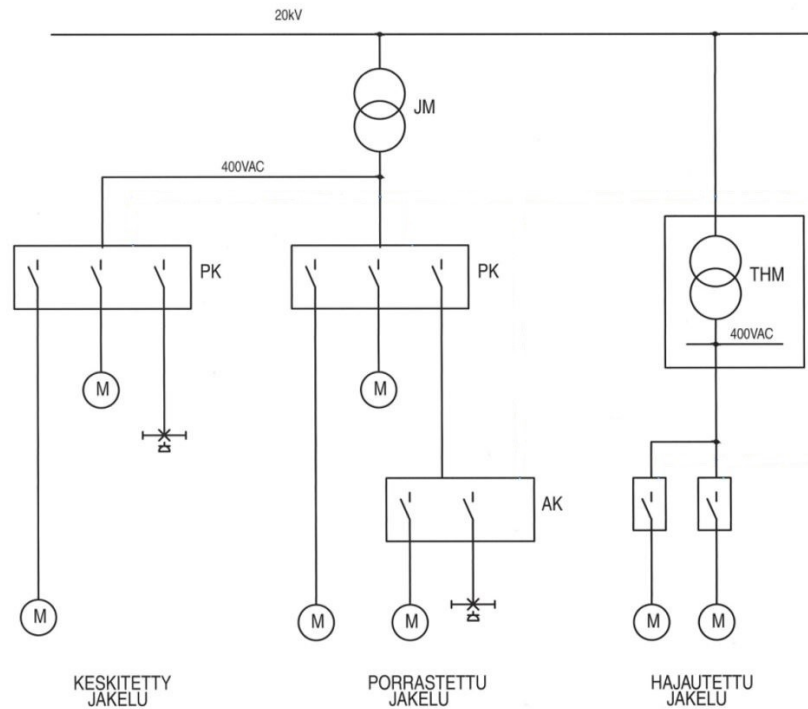 20kV
JM
400VAC
PK
PK
THM
400VAC
M
M
AK
M
M
M
M
M
KESKITETTY
JAKELU
PORRASTETTU
JAKELU
HAJAUTETTU
JAKELU